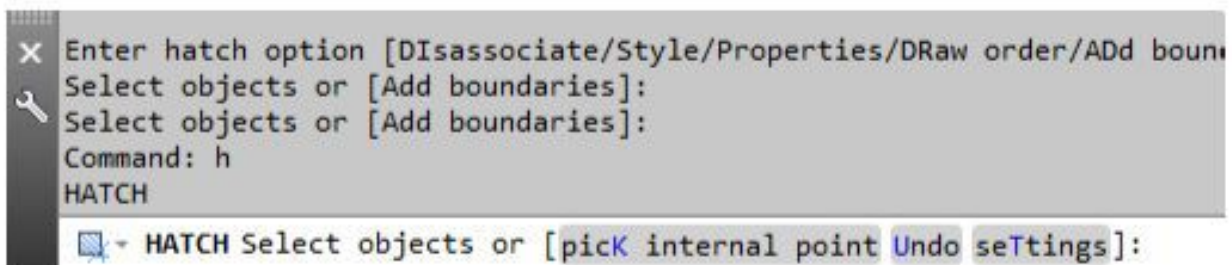 Enter hatch option [DIsassociate/Style/Properties/DRaw order/ADd boun
Select objects or [Add boundaries]:
Select objects or [Add boundaries]:
Command: h
HATCH
HATCH Select objects or [picK internal point Undo seTtings]: